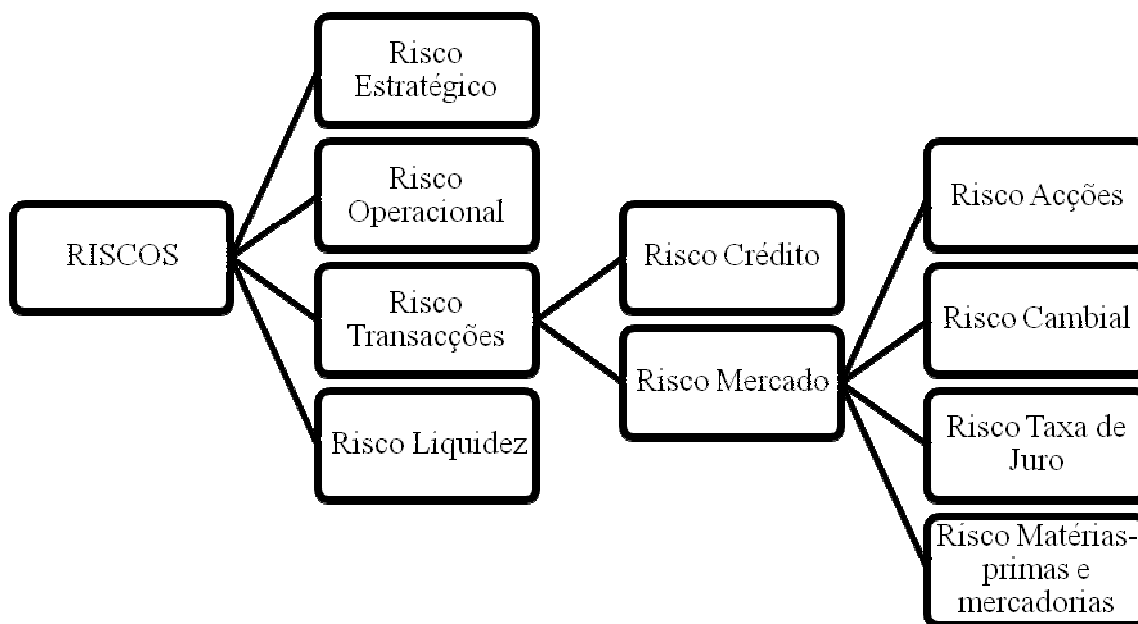 RISCOS
Risco
Estratégico
Risco
Operacional
Risco
Transacções
Risco Liquidez
Risco Crédito
Risco Mercado
Risco Acções
Risco Cambial
Risco Taxa de
Juro
Risco Matérias-
primas e
mercadorias